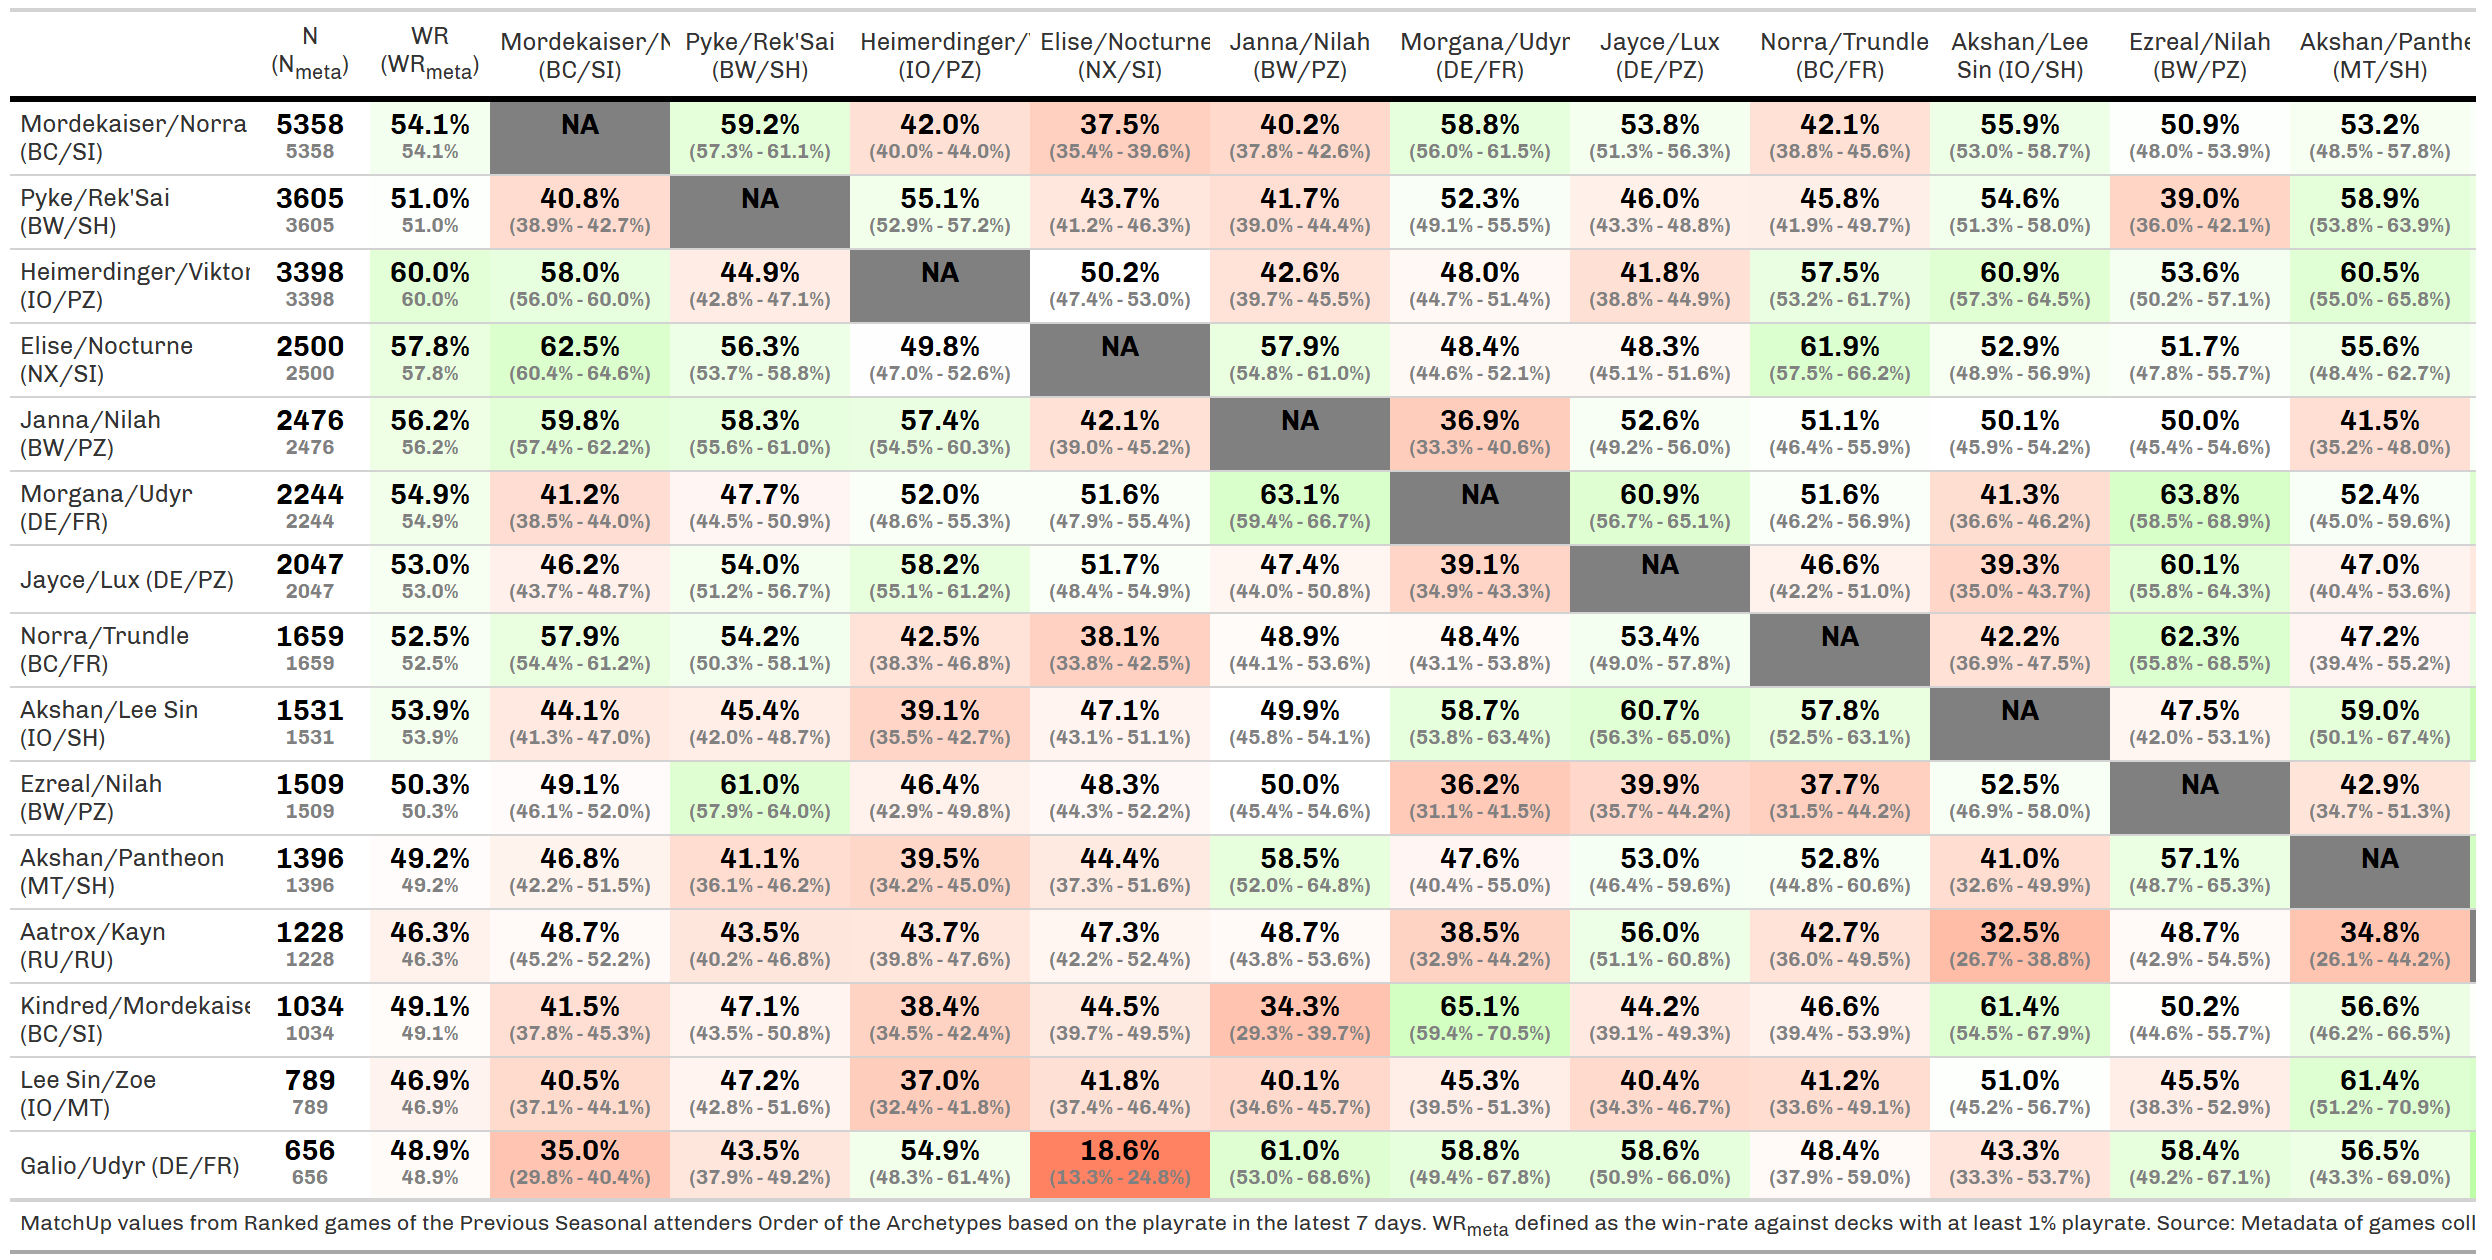 N WR Mordekaiser/N Pyke/Rek'Sai Heimerdinger/ Elise/Nocturne Janna/Nilah Morgana/Udyr Jayce/Lux Norra/Trundle Akshan/Lee Ezreal/Nilah Akshan/Panthe
(Nmeta) (WRmeta) (BC/SI) (BW/SH) (IO/PZ) (NX/SI) (BW/PZ) (DE/FR) (DE/PZ) (BC/FR) Sin (IO/SH) (BW/PZ) (MT/SH)
Mordekaiser/Norra 5358 54.1% NA 59.2% 42.0% 37.5% 40.2% 58.8% 53.8% 42.1% 55.9% 50.9% 53.2%
(BC/SI) 5358 54.1% (57.3% - 61.1%) (40.0% - 44.0%) (35.4% - 39.6%) (37.8% - 42.6%) (56.0% - 61.5%) (51.3% - 56.3%) (38.8% - 45.6%) (53.0% - 58.7%) (48.0% - 53.9%) (48.5% - 57.8%)
Pyke/Rek'Sai 3605 51.0% 40.8% NA 55.1% 43.7% 41.7% 52.3% 46.0% 45.8% 54.6% 39.0% 58.9%
(BW/SH) 3605 51.0% (38.9% - 42.7%) (52.9% - 57.2%) (41.2% - 46.3%) (39.0% - 44.4%) (49.1% - 55.5%) (43.3% - 48.8%) (41.9% - 49.7%) (51.3% - 58.0%) (36.0% - 42.1%) (53.8% - 63.9%)
Heimerdinger/Viktor 3398 60.0% 58.0% 44.9% NA 50.2% 42.6% 48.0% 41.8% 57.5% 60.9% 53.6% 60.5%
(IO/PZ) 3398 60.0% (56.0% - 60.0%) (42.8% - 47.1%) (47.4% - 53.0%) (39.7% - 45.5%) (44.7% - 51.4%) (38.8% - 44.9%) (53.2% - 61.7%) (57.3% - 64.5%) (50.2% - 57.1%) (55.0% - 65.8%)
Elise/Nocturne 2500 57.8% 62.5% 56.3% 49.8% NA 57.9% 48.4% 48.3% 61.9% 52.9% 51.7% 55.6%
(NX/SI) 2500 57.8% (60.4% - 64.6%) (53.7% - 58.8%) (47.0% - 52.6%) (54.8% - 61.0%) (44.6% - 52.1%) (45.1% - 51.6%) (57.5% - 66.2%) (48.9% - 56.9%) (47.8% - 55.7%) (48.4% - 62.7%)
Janna/Nilah 2476 56.2% 59.8% 58.3% 57.4% 42.1% NA 36.9% 52.6% 51.1% 50.1% 50.0% 41.5%
(BW/PZ) 2476 56.2% (57.4% - 62.2%) (55.6% - 61.0%) (54.5% - 60.3%) (39.0% - 45.2%) (33.3% - 40.6%) (49.2% - 56.0%) (46.4% - 55.9%) (45.9% - 54.2%) (45.4% - 54.6%) (35.2% - 48.0%)
Morgana/Udyr 2244 54.9% 41.2% 47.7% 52.0% 51.6% 63.1% NA 60.9% 51.6% 41.3% 63.8% 52.4%
(DE/FR) 2244 54.9% (38.5% - 44.0%) (44.5% - 50.9%) (48.6% - 55.3%) (47.9% - 55.4%) (59.4% - 66.7%) (56.7% - 65.1%) (46.2% - 56.9%) (36.6% - 46.2%) (58.5% - 68.9%) (45.0% - 59.6%)
Jayce/Lux (DE/PZ) 2047 53.0% 46.2% 54.0% 58.2% 51.7% 47.4% 39.1% NA 46.6% 39.3% 60.1% 47.0%
2047 53.0% (43.7% - 48.7%) (51.2% - 56.7%) (55.1% - 61.2%) (48.4% - 54.9%) (44.0% - 50.8%) (34.9% - 43.3%) (42.2% - 51.0%) (35.0% - 43.7%) (55.8% - 64.3%) (40.4% - 53.6%)
Norra/Trundle 1659 52.5% 57.9% 54.2% 42.5% 38.1% 48.9% 48.4% 53.4% NA 42.2% 62.3% 47.2%
(BC/FR) 1659 52.5% (54.4% - 61.2%) (50.3% - 58.1%) (38.3% - 46.8%) (33.8% - 42.5%) (44.1% - 53.6%) (43.1% - 53.8%) (49.0% - 57.8%) (36.9% - 47.5%) (55.8% - 68.5%) (39.4% - 55.2%)
Akshan/Lee Sin 1531 53.9% 44.1% 45.4% 39.1% 47.1% 49.9% 58.7% 60.7% 57.8% NA 47.5% 59.0%
(IO/SH) 1531 53.9% (41.3% - 47.0%) (42.0% - 48.7%) (35.5% - 42.7%) (43.1% - 51.1%) (45.8% - 54.1%) (53.8% - 63.4%) (56.3% - 65.0%) (52.5% - 63.1%) (42.0% - 53.1%) (50.1% - 67.4%)
Ezreal/Nilah 1509 50.3% 49.1% 61.0% 46.4% 48.3% 50.0% 36.2% 39.9% 37.7% 52.5% NA 42.9%
(BW/PZ) 1509 50.3% (46.1% - 52.0%) (57.9% - 64.0%) (42.9% - 49.8%) (44.3% - 52.2%) (45.4% - 54.6%) (31.1% - 41.5%) (35.7% - 44.2%) (31.5% - 44.2%) (46.9% - 58.0%) (34.7% - 51.3%)
Akshan/Pantheon 1396 49.2% 46.8% 41.1% 39.5% 44.4% 58.5% 47.6% 53.0% 52.8% 41.0% 57.1% NA
(MT/SH) 1396 49.2% (42.2% - 51.5%) (36.1% - 46.2%) (34.2% - 45.0%) (37.3% - 51.6%) (52.0% - 64.8%) (40.4% - 55.0%) (46.4% - 59.6%) (44.8% - 60.6%) (32.6% - 49.9%) (48.7% - 65.3%)
Aatrox/Kayn 1228 46.3% 48.7% 43.5% 43.7% 47.3% 48.7% 38.5% 56.0% 42.7% 32.5% 48.7% 34.8%
(RU/RU) 1228 46.3% (45.2% - 52.2%) (40.2% - 46.8%) (39.8% - 47.6%) (42.2% - 52.4%) (43.8% - 53.6%) (32.9% - 44.2%) (51.1% - 60.8%) (36.0% - 49.5%) (26.7% - 38.8%) (42.9% - 54.5%) (26.1% - 44.2%)
Kindred/Mordekaise 1034 49.1% 41.5% 47.1% 38.4% 44.5% 34.3% 65.1% 44.2% 46.6% 61.4% 50.2% 56.6%
(BC/SI) 1034 49.1% (37.8% - 45.3%) (43.5% - 50.8%) (34.5% - 42.4%) (39.7% - 49.5%) (29.3% - 39.7%) (59.4% - 70.5%) (39.1% - 49.3%) (39.4% - 53.9%) (54.5% - 67.9%) (44.6% - 55.7%) (46.2% - 66.5%)
Lee Sin/Zoe 789 46.9% 40.5% 47.2% 37.0% 41.8% 40.1% 45.3% 40.4% 41.2% 51.0% 45.5% 61.4%
(IO/MT) 789 46.9% (37.1% - 44.1%) (42.8% - 51.6%) (32.4% - 41.8%) (37.4% - 46.4%) (34.6% - 45.7%) (39.5% - 51.3%) (34.3% - 46.7%) (33.6% - 49.1%) (45.2% - 56.7%) (38.3% - 52.9%) (51.2% - 70.9%)
Galio/Udyr (DE/FR) 656 48.9% 35.0% 43.5% 54.9% 18.6% 61.0% 58.8% 58.6% 48.4% 43.3% 58.4% 56.5%
656 48.9% (29.8% - 40.4%) (37.9% - 49.2%) (48.3% - 61.4%) (13.3% - 24.8%) (53.0% - 68.6%) (49.4% - 67.8%) (50.9% - 66.0%) (37.9% - 59.0%) (33.3% - 53.7%) (49.2% - 67.1%) (43.3% - 69.0%)
MatchUp values from Ranked games of the Previous Seasonal attenders Order of the Archetypes based on the playrate in the latest 7 days. WRmeta defined as the win-rate against decks with at least 1% playrate. Source: Metadata of games coll